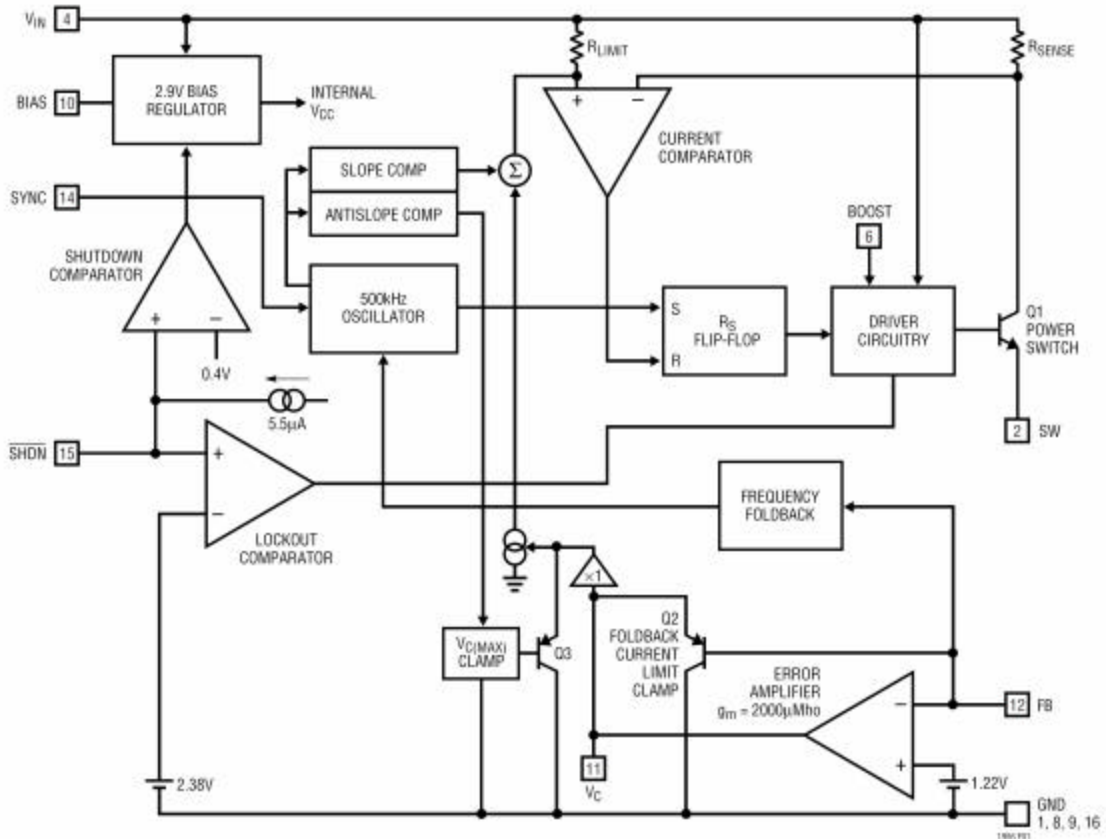 VIN 4
RLIMIT
RSENSE
BIAS 10
2.9V BIAS
REGULATOR
INTERNAL
VCC
+ −
CURRENT
COMPARATOR
SLOPE COMP
Σ
SYNC 14
ANTISLOPE COMP
BOOST
6
SHUTDOWN
COMPARATOR
+ −
0.4V
500kHz
OSCILLATOR
S
RS
FLIP-FLOP
R
DRIVER
CIRCUITRY
Q1
POWER
SWITCH
5.5µA
2 SW
SHDN 15
+
−
LOCKOUT
COMPARATOR
FREQUENCY
FOLDBACK
×1
VC(MAX)
CLAMP
Q3
Q2
FOLDBACK
CURRENT
LIMIT
CLAMP
ERROR
AMPLIFIER
gm = 2000µMho
−
+
12 FB
11
VC
2.38V
1.22V
GND
1, 8, 9, 16